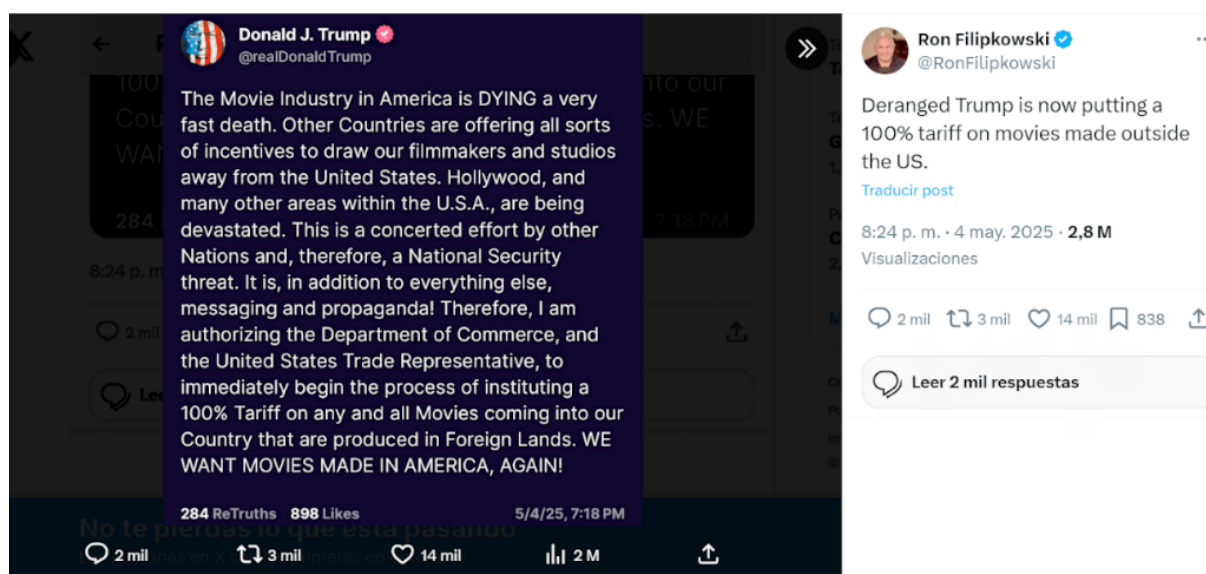 Donald J. Trump
@realDonaldTrump
The Movie Industry in America is DYING a very
fast death. Other Countries are offering all sorts
of incentives to draw our filmmakers and studios
away from the United States. Hollywood, and
many other areas within the U.S.A., are being
devastated. This is a concerted effort by other
Nations and, therefore, a National Security
threat. It is, in addition to everything else,
messaging and propaganda! Therefore, I am
authorizing the Department of Commerce, and
the United States Trade Representative, to
immediately begin the process of instituting a
100% Tariff on any and all Movies coming into our
Country that are produced in Foreign Lands. WE
WANT MOVIES MADE IN AMERICA, AGAIN!
284 ReTruths 898 Likes 5/4/25, 7:18 PM
No te pierdas lo que está pasando
2 mil 3 mil 14 mil 2 M
Ron Filipkowski
@RonFilipkowski
Deranged Trump is now putting a
100% tariff on movies made outside
the US.
Traducir post
8:24 p. m. · 4 may. 2025 · 2,8 M
Visualizaciones
2 mil 3 mil 14 mil 838
Leer 2 mil respuestas